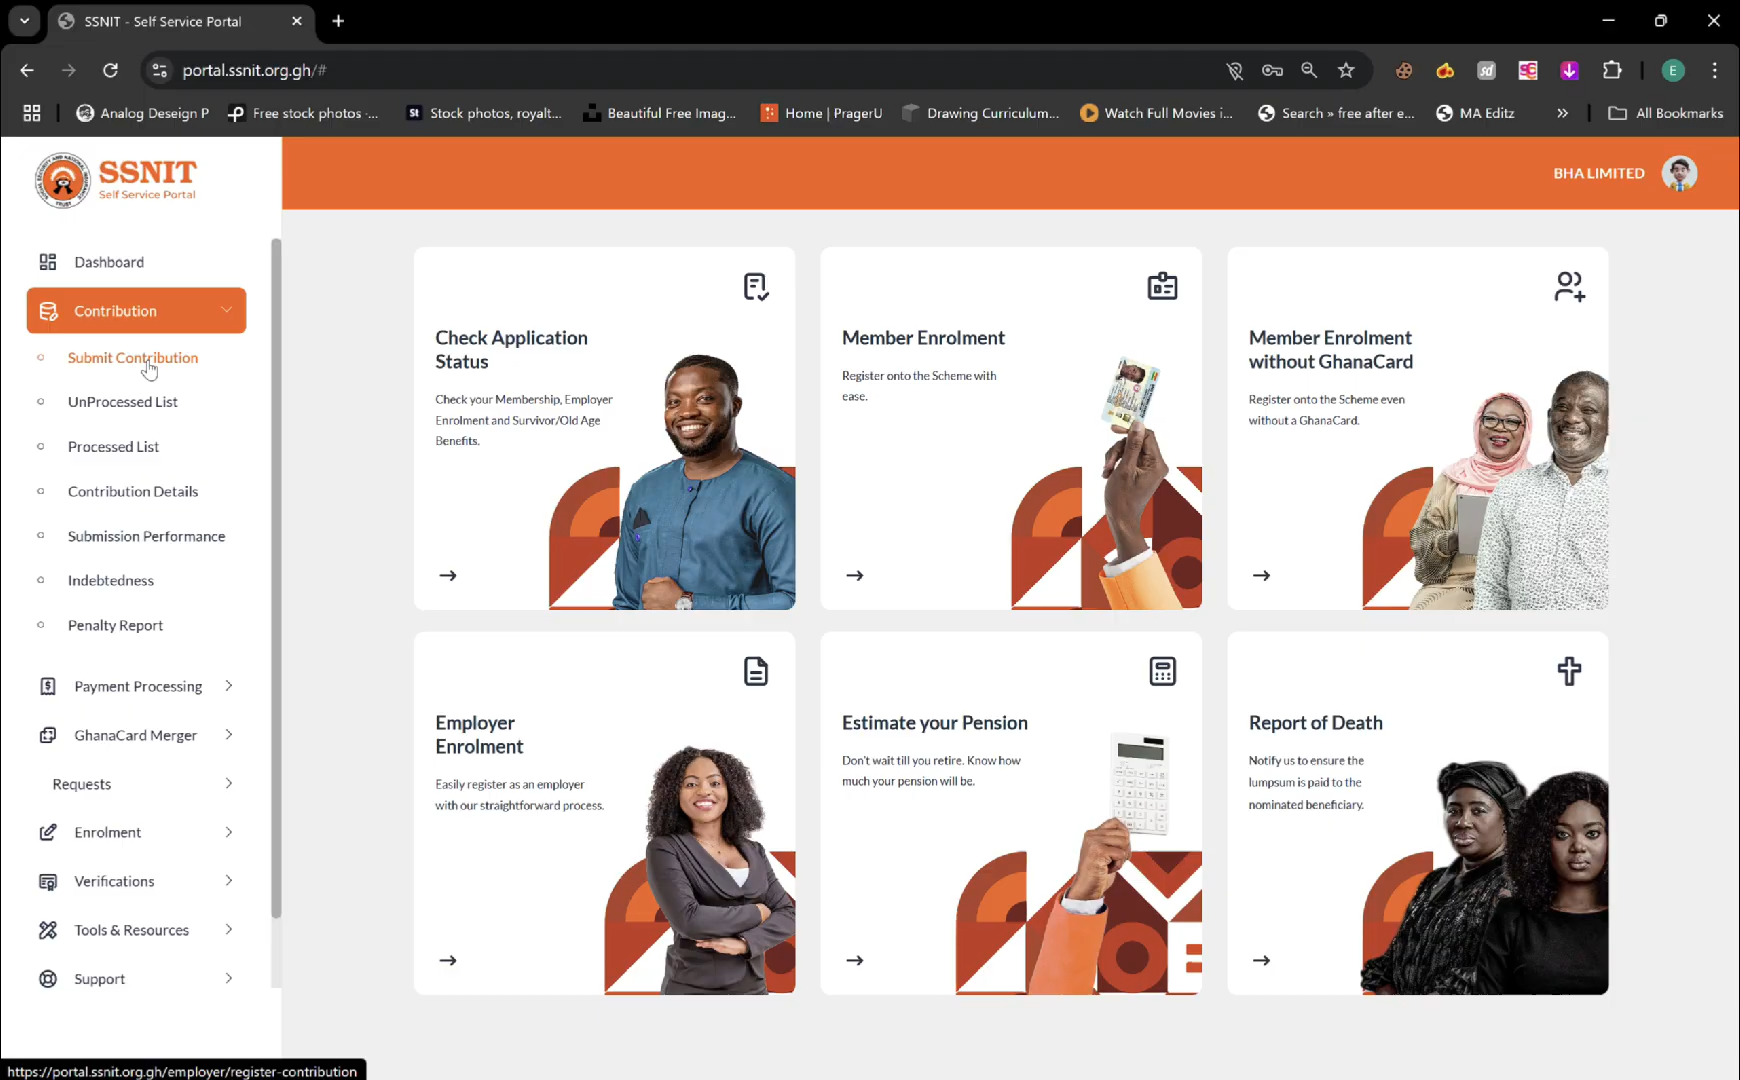 SSNIT - Self Service Portal
portal.ssnit.org.gh/#
E
Analog Deseign P
Free stock photos ·...
St
Stock photos, royalt...
Beautiful Free Imag...
Home | PragerU
Drawing Curriculum...
Watch Full Movies i...
Search » free after e...
MA Editz
»
All Bookmarks
SSNIT
Self Service Portal
BHA LIMITED
Dashboard
Contribution
Submit Contribution
UnProcessed List
Processed List
Contribution Details
Submission Performance
Indebtedness
Penalty Report
Payment Processing
GhanaCard Merger
Requests
Enrolment
Verifications
Tools & Resources
Support
Check Application
Status
Check your Membership, Employer
Enrolment and Survivor/Old Age
Benefits.
Member Enrolment
Register onto the Scheme with
ease.
Member Enrolment
without GhanaCard
Register onto the Scheme even
without a GhanaCard.
Employer
Enrolment
Easily register as an employer
with our straightforward process.
Estimate your Pension
Don't wait till you retire. Know how
much your pension will be.
Report of Death
Notify us to ensure the
lumpsum is paid to the
nominated beneficiary.
https://portal.ssnit.org.gh/employer/register-contribution